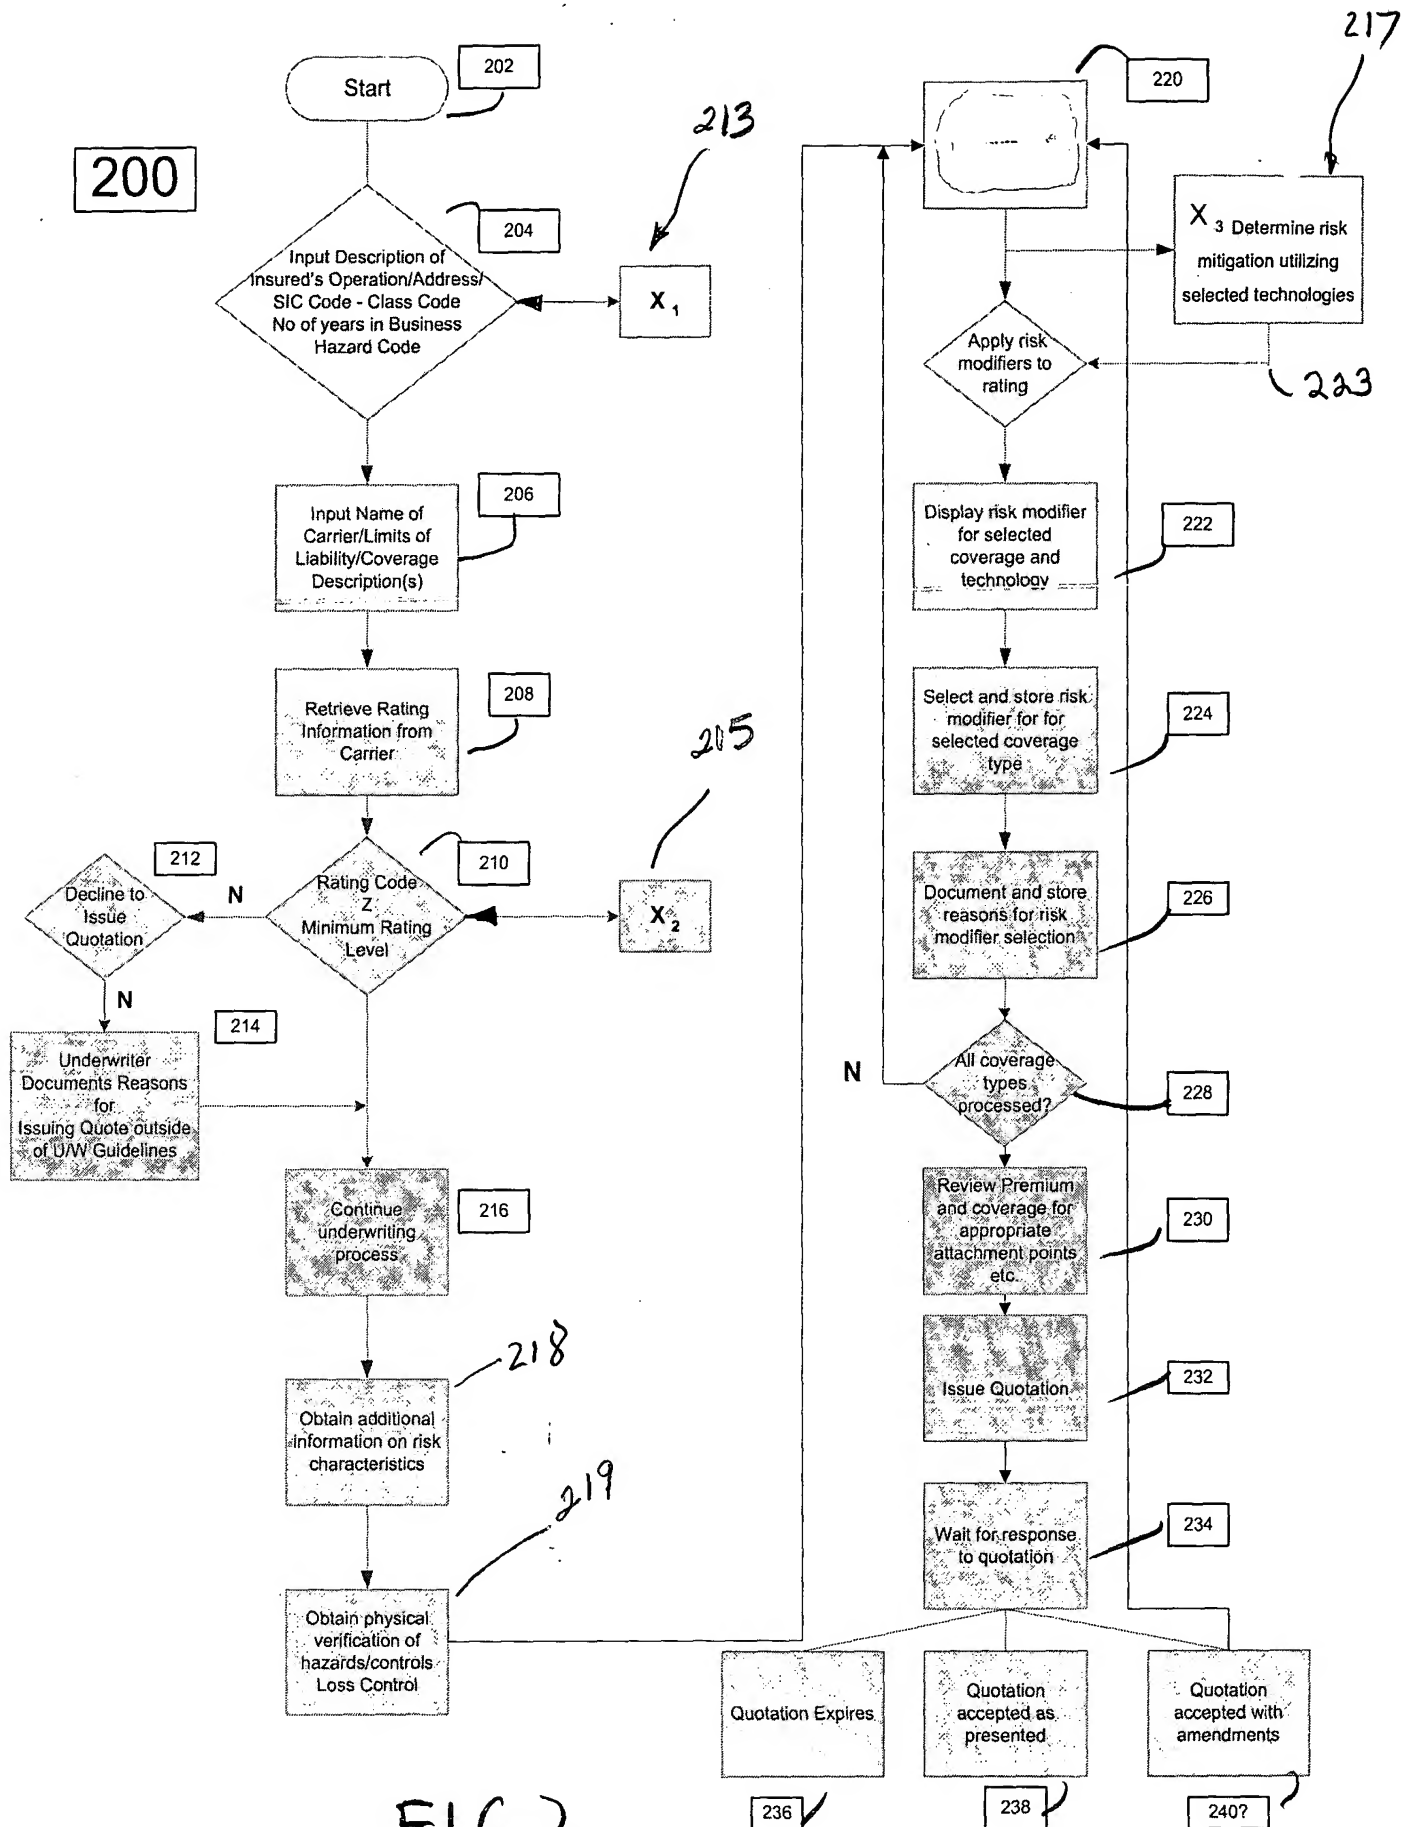 200
Start
202
Input Description of
Insured's Operation/Address/
SIC Code - Class Code
No of years in Business
Hazard Code
204
213
X 1
Input Name of
Carrier/Limits of
Liability/Coverage
Description(s)
206
Retrieve Rating
Information from
Carrier
208
Rating Code
Z
Minimum Rating
Level
210
215
X 2
N
Decline to
Issue
Quotation
212
N
Underwriter
Documents Reasons
for
Issuing Quote outside
of U/W Guidelines
214
Continue
underwriting
process
216
Obtain additional
information on risk
characteristics
218
Obtain physical
verification of
hazards/controls
Loss Control
219
220
217
X 3 Determine risk
mitigation utilizing
selected technologies
223
Apply risk
modifiers to
rating
Display risk modifier
for selected
coverage and
technology
222
Select and store risk
modifier for for
selected coverage
type
224
Document and store
reasons for risk
modifier selection
226
All coverage
types
processed?
228
N
Review Premium
and coverage for
appropriate
attachment points
etc.
230
Issue Quotation
232
Wait for response
to quotation
234
Quotation Expires
236
Quotation
accepted as
presented
238
Quotation
accepted with
amendments
240?